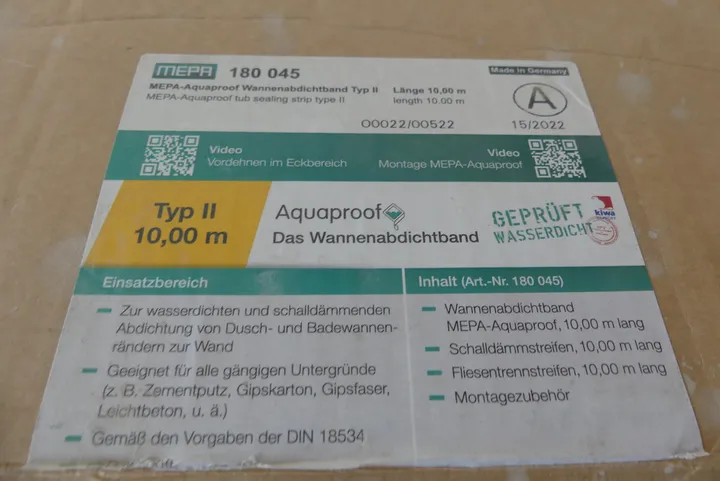 MEPA 180 045 Made in Germany
MEPA-Aquaproof Wannenabdichtband Typ II Länge 10,00 m
MEPA-Aquaproof tub sealing strip type II length 10.00 m
A
00022/00522 15/2022
Video
Vordehnen im Eckbereich
Video
Montage MEPA-Aquaproof
Typ II
10,00 m
Aquaproof
Das Wannenabdichtband
GEPRÜFT
WASSERDICHT
kiwa
Einsatzbereich
Zur wasserdichten und schalldämmenden
Abdichtung von Dusch- und Badewannen-
rändern zur Wand
Geeignet für alle gängigen Untergründe
(z. B. Zementputz, Gipskarton, Gipsfaser,
Leichtbeton, u. ä.)
Gemäß den Vorgaben der DIN 18534
Inhalt (Art.-Nr. 180 045)
Wannenabdichtband
MEPA-Aquaproof, 10,00 m lang
Schalldämmstreifen, 10,00 m lang
Fliesentrennstreifen, 10,00 m lang
Montagezubehör